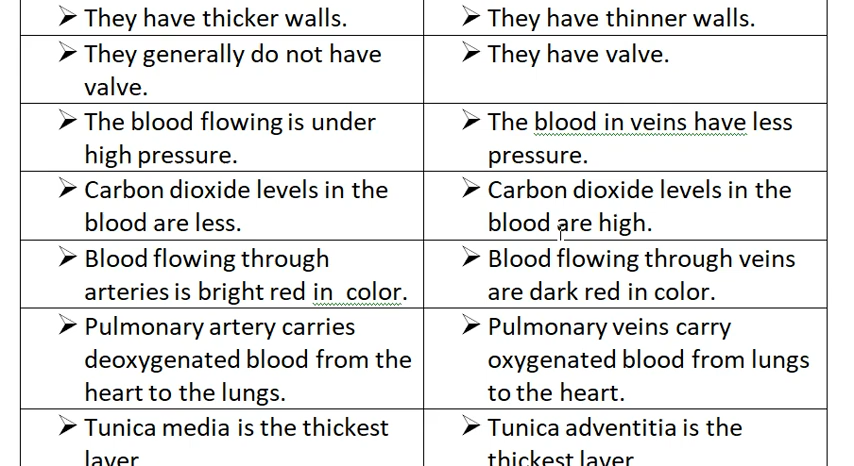 They have thicker walls.
They have thinner walls.
They generally do not have
valve.
They have valve.
The blood flowing is under
high pressure.
The blood in veins have less
pressure.
Carbon dioxide levels in the
blood are less.
Carbon dioxide levels in the
blood are high.
Blood flowing through
arteries is bright red in  color.
Blood flowing through veins
are dark red in color.
Pulmonary artery carries
deoxygenated blood from the
heart to the lungs.
Pulmonary veins carry
oxygenated blood from lungs
to the heart.
Tunica media is the thickest
layer
Tunica adventitia is the
thickest layer